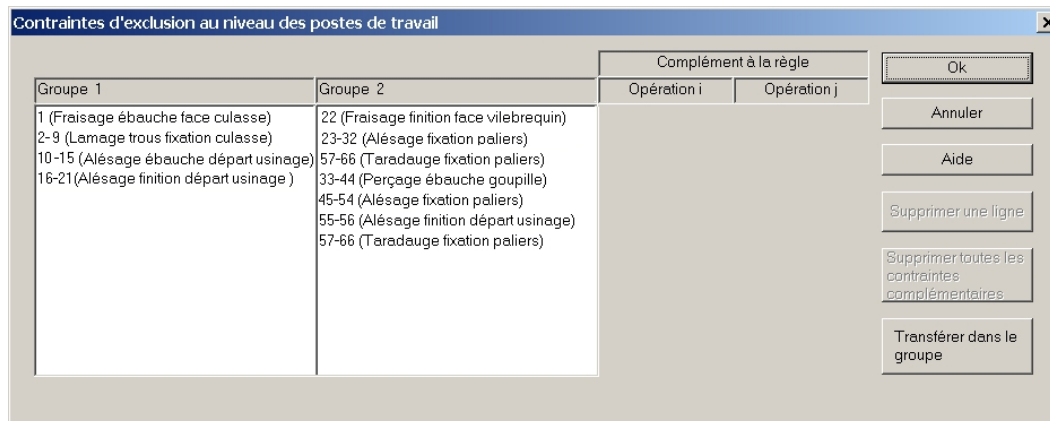 Contraintes d'exclusion au niveau des postes de travail
Complément à la règle
Groupe 1
Groupe 2
Opération i
Opération j
1 (Fraisage ébauche face culasse)
2-9 (Lamage trous fixation culasse)
10-15 (Alésage ébauche départ usinage)
16-21(Alésage finition départ usinage )
22 (Fraisage finition face vilebrequin)
23-32 (Alésage fixation paliers)
57-66 (Taradauge fixation paliers)
33-44 (Perçage ébauche goupille)
45-54 (Alésage fixation paliers)
55-56 (Alésage finition départ usinage)
57-66 (Taradauge fixation paliers)
Ok
Annuler
Aide
Supprimer une ligne
Supprimer toutes les
contraintes
complémentaires
Transférer dans le
groupe